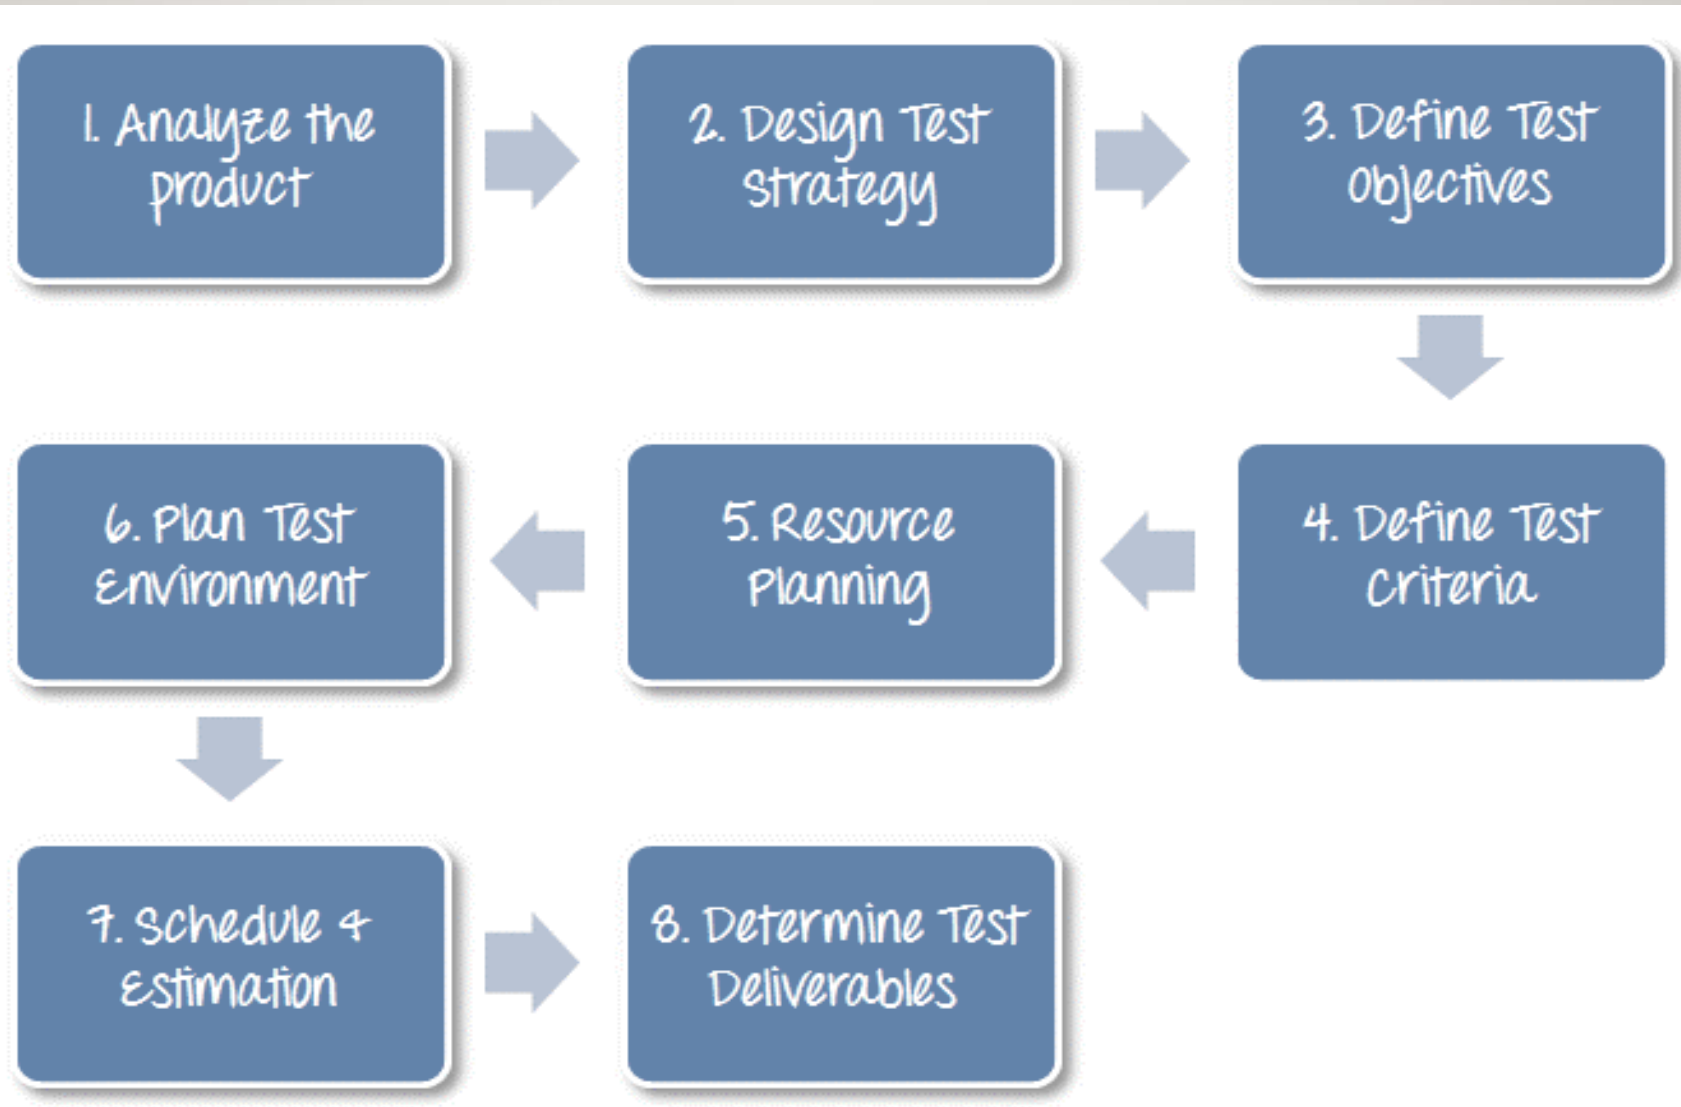 1. Analyze the
product
2. Design Test
Strategy
3. Define Test
Objectives
4. Define Test
Criteria
5. Resource
Planning
6. Plan Test
Environment
7. Schedule &
Estimation
8. Determine Test
Deliverables